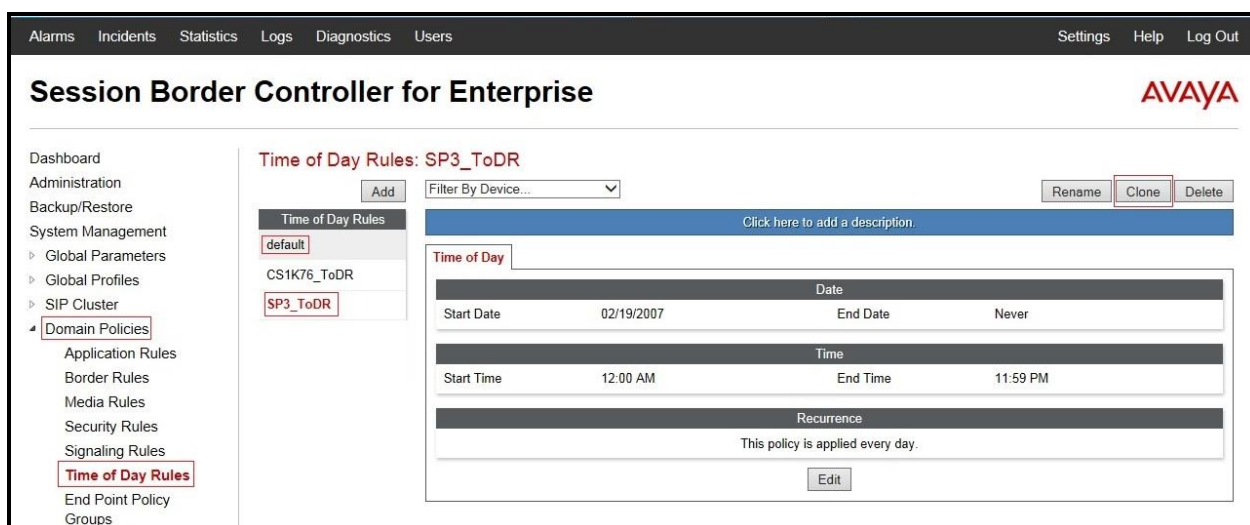 Alarms Incidents Statistics Logs Diagnostics Users Settings Help Log Out
Session Border Controller for Enterprise
AVAYA
Dashboard
Administration
Backup/Restore
System Management
Global Parameters
Global Profiles
SIP Cluster
Domain Policies
Application Rules
Border Rules
Media Rules
Security Rules
Signaling Rules
Time of Day Rules
End Point Policy
Groups
Time of Day Rules: SP3_ToDR
Add
Filter By Device...
Rename Clone Delete
Time of Day Rules
default
CS1K76_ToDR
SP3_ToDR
Click here to add a description.
Time of Day
Date
Start Date 02/19/2007 End Date Never
Time
Start Time 12:00 AM End Time 11:59 PM
Recurrence
This policy is applied every day.
Edit